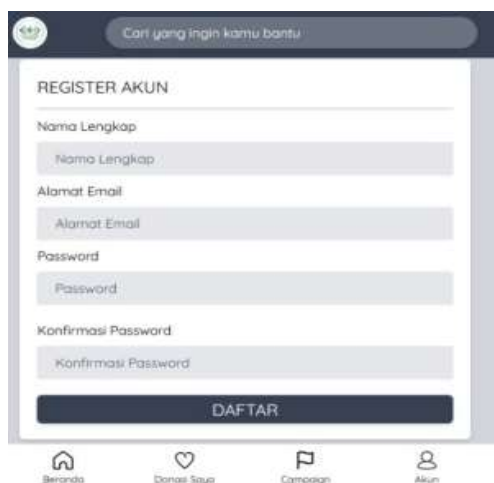 Cari yang ingin kamu bantu
REGISTER AKUN
Nama Lengkap
Nama Lengkap
Alamat Email
Alamat Email
Password
Password
Konfirmasi Password
Konfirmasi Password
DAFTAR
Beranda
Donasi Saya
Campaign
Akun